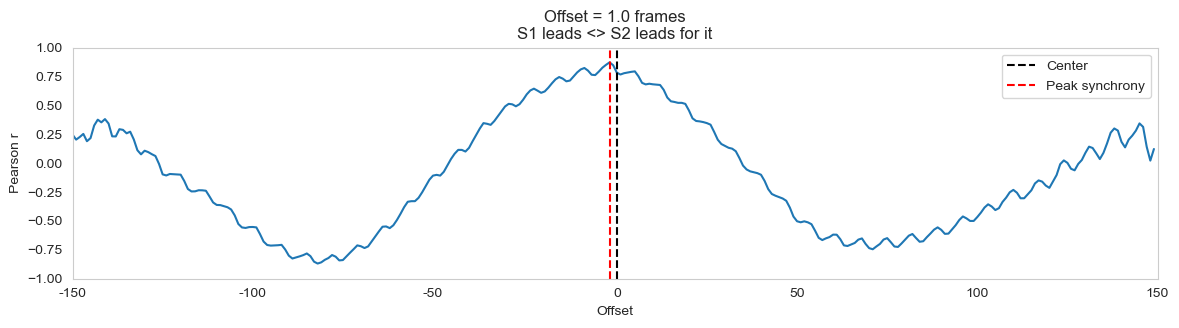 Offset = 1.0 frames
S1 leads <> S2 leads for it
1.00
0.75
0.50
0.25
0.00
-0.25
-0.50
-0.75
-1.00
Pearson r
Center
Peak synchrony
-150
-100
-50
0
50
100
150
Offset